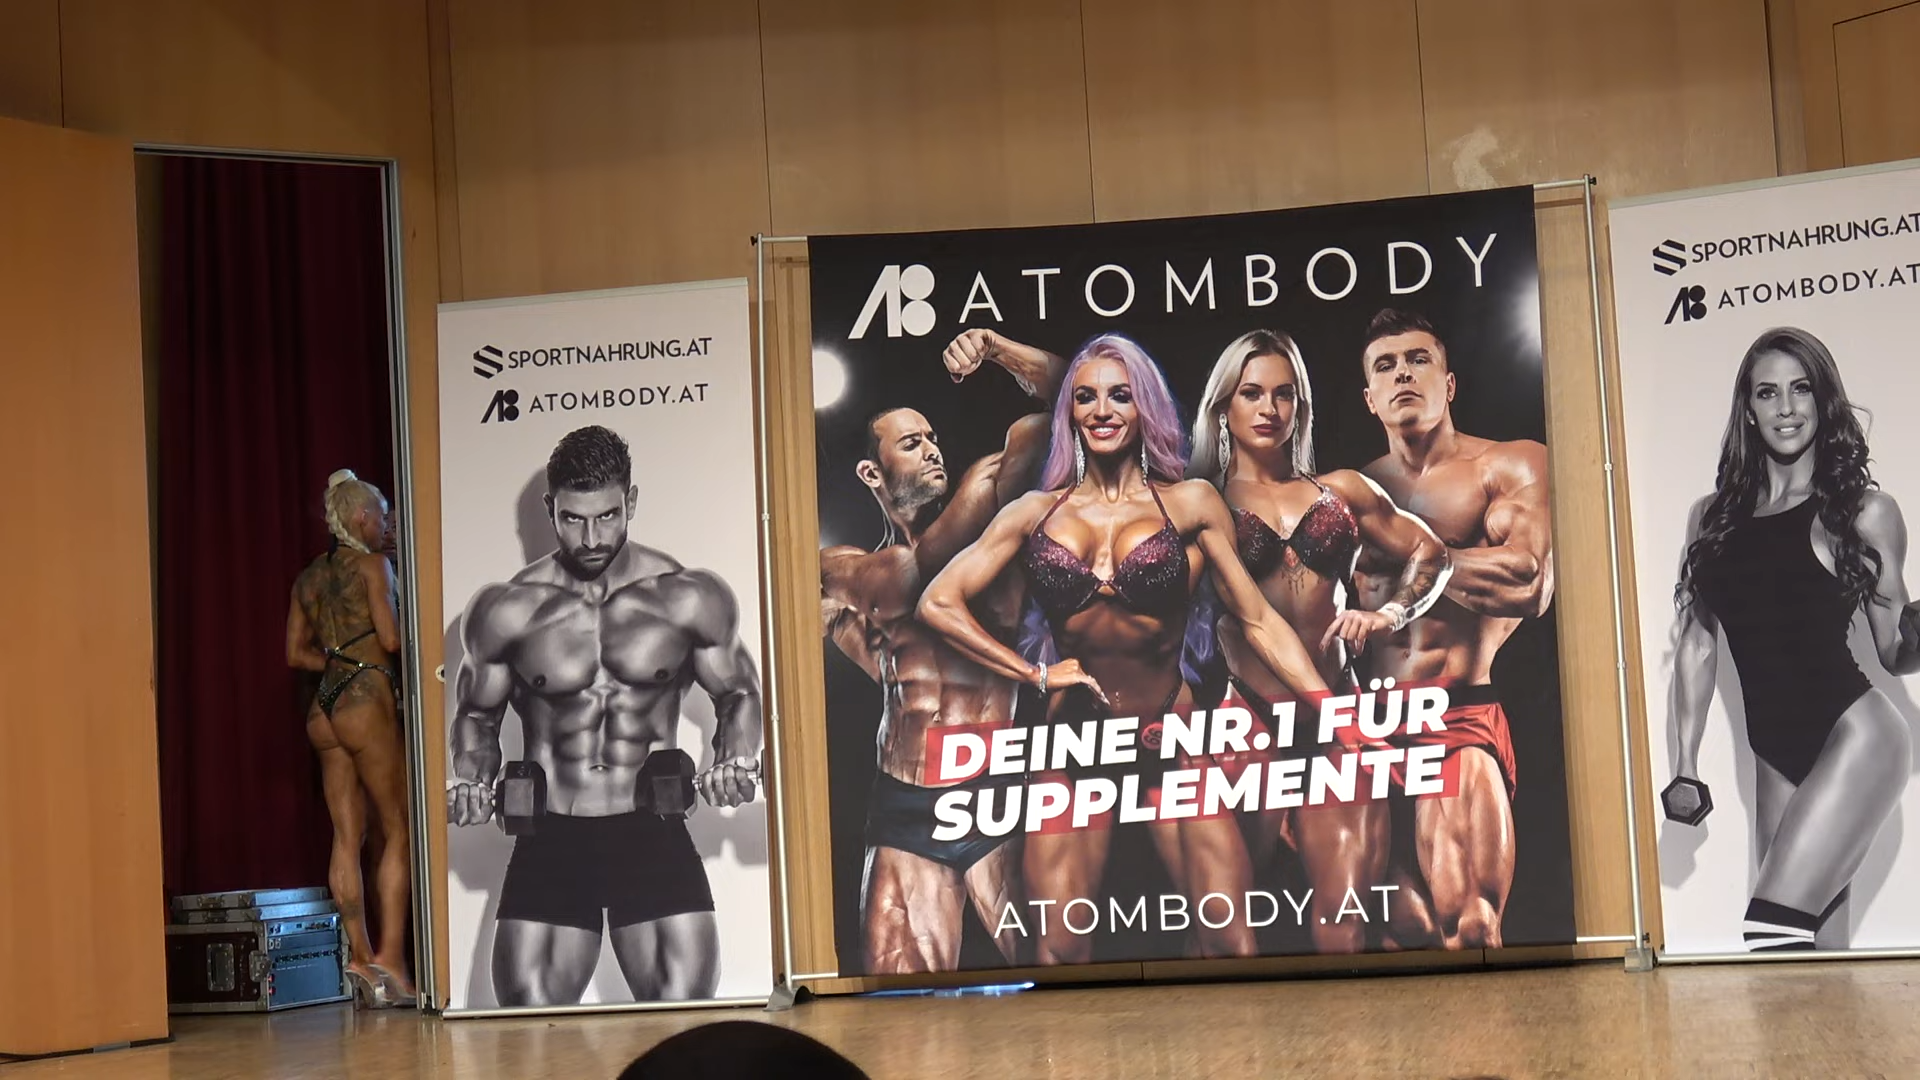 SPORTNAHRUNG.AT
ATOMBODY.AT
ATOMBODY
DEINE NR.1 FÜR
SUPPLEMENTE
ATOMBODY.AT
SPORTNAHRUNG.AT
ATOMBODY.AT